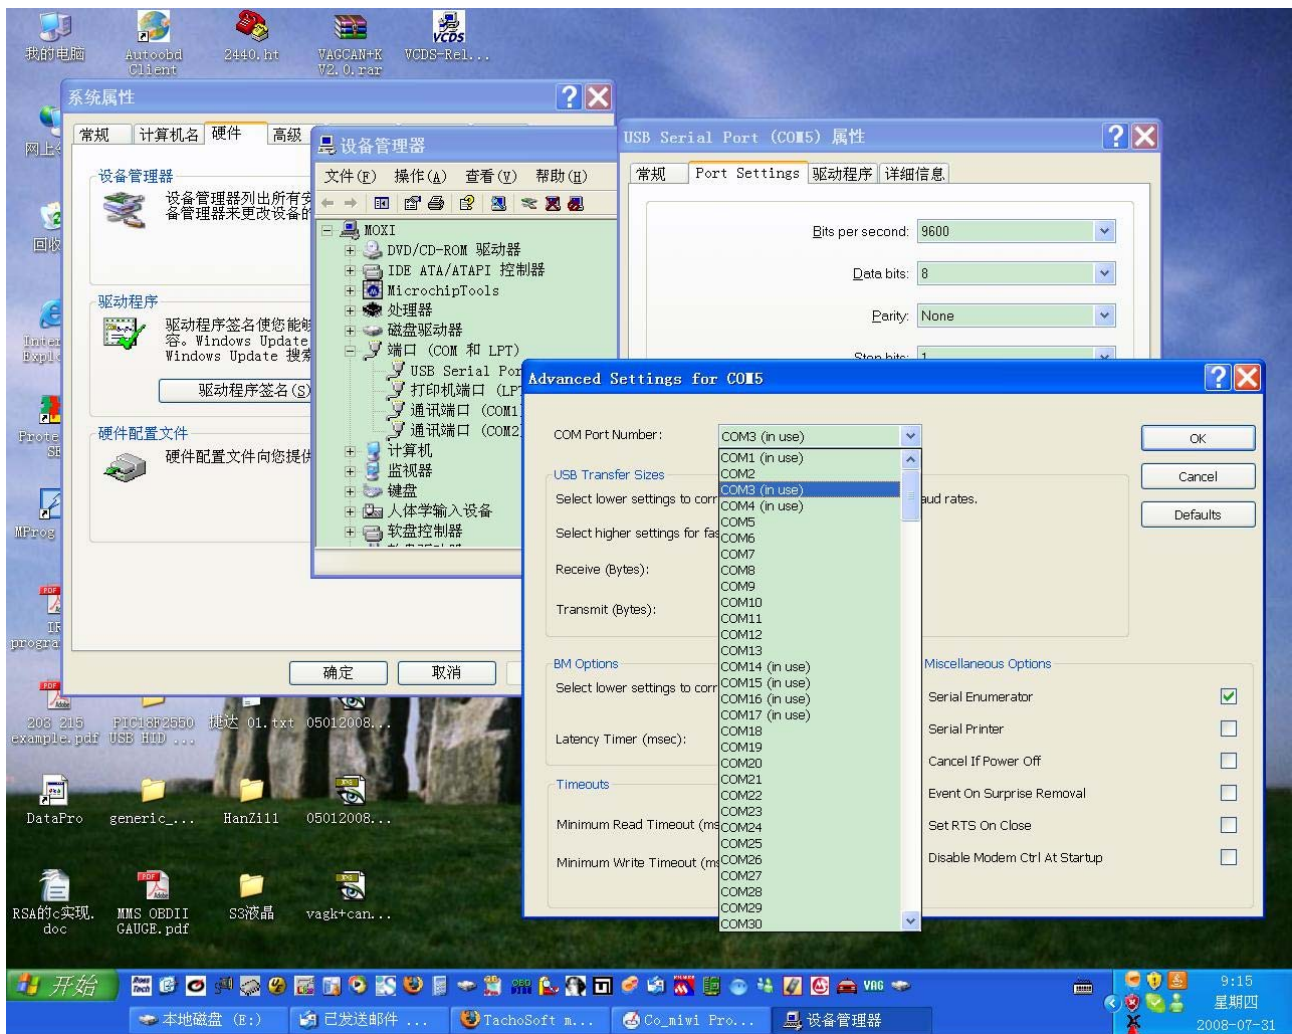 我的电脑
Autoobd Client
2440.ht
VAGCAN+K V2.0.rar
VCDS-Rel...
系统属性
常规
计算机名
硬件
高级
设备管理器
设备管理器列出所有安
备管理器来更改设备的
驱动程序
驱动程序签名使您能够
容。Windows Update
Windows Update 搜索
驱动程序签名(S)
硬件配置文件
硬件配置文件向您提供
确定
取消
设备管理器
文件(F)
操作(A)
查看(V)
帮助(H)
MOXI
DVD/CD-ROM 驱动器
IDE ATA/ATAPI 控制器
MicrochipTools
处理器
磁盘驱动器
端口 (COM 和 LPT)
USB Serial Por
打印机端口 (LPT
通讯端口 (COM1
通讯端口 (COM2
计算机
监视器
键盘
人体学输入设备
软盘控制器
USB Serial Port (COM5) 属性
常规
Port Settings
驱动程序
详细信息
Bits per second:
9600
Data bits:
8
Parity:
None
Stop bits:
1
Advanced Settings for COM5
COM Port Number:
COM3 (in use)
OK
Cancel
Defaults
USB Transfer Sizes
Select lower settings to corr
aud rates.
Select higher settings for fas
Receive (Bytes):
Transmit (Bytes):
BM Options
Select lower settings to corr
Latency Timer (msec):
Timeouts
Minimum Read Timeout (ms
Minimum Write Timeout (ms
COM1 (in use)
COM2
COM3 (in use)
COM4 (in use)
COM5
COM6
COM7
COM8
COM9
COM10
COM11
COM12
COM13
COM14 (in use)
COM15 (in use)
COM16 (in use)
COM17 (in use)
COM18
COM19
COM20
COM21
COM22
COM23
COM24
COM25
COM26
COM27
COM28
COM29
COM30
Miscellaneous Options
Serial Enumerator
Serial Printer
Cancel If Power Off
Event On Surprise Removal
Set RTS On Close
Disable Modem Ctrl At Startup
网上
回收
Inter
Explo
Prote
SE
MProg
progra
203 215 example.pdf
PIC18F2550 USB HID ...
捷达 01.txt
05012008...
DataPro
generic_...
HanZi11
05012008...
RSA的c实现.doc
MMS OBDII GAUGE.pdf
S3液晶
vagk+can...
开始
VAG
9:15
星期四
2008-07-31
本地磁盘 (E:)
已发送邮件 ...
TachoSoft m...
Co_miwi Pro...
设备管理器